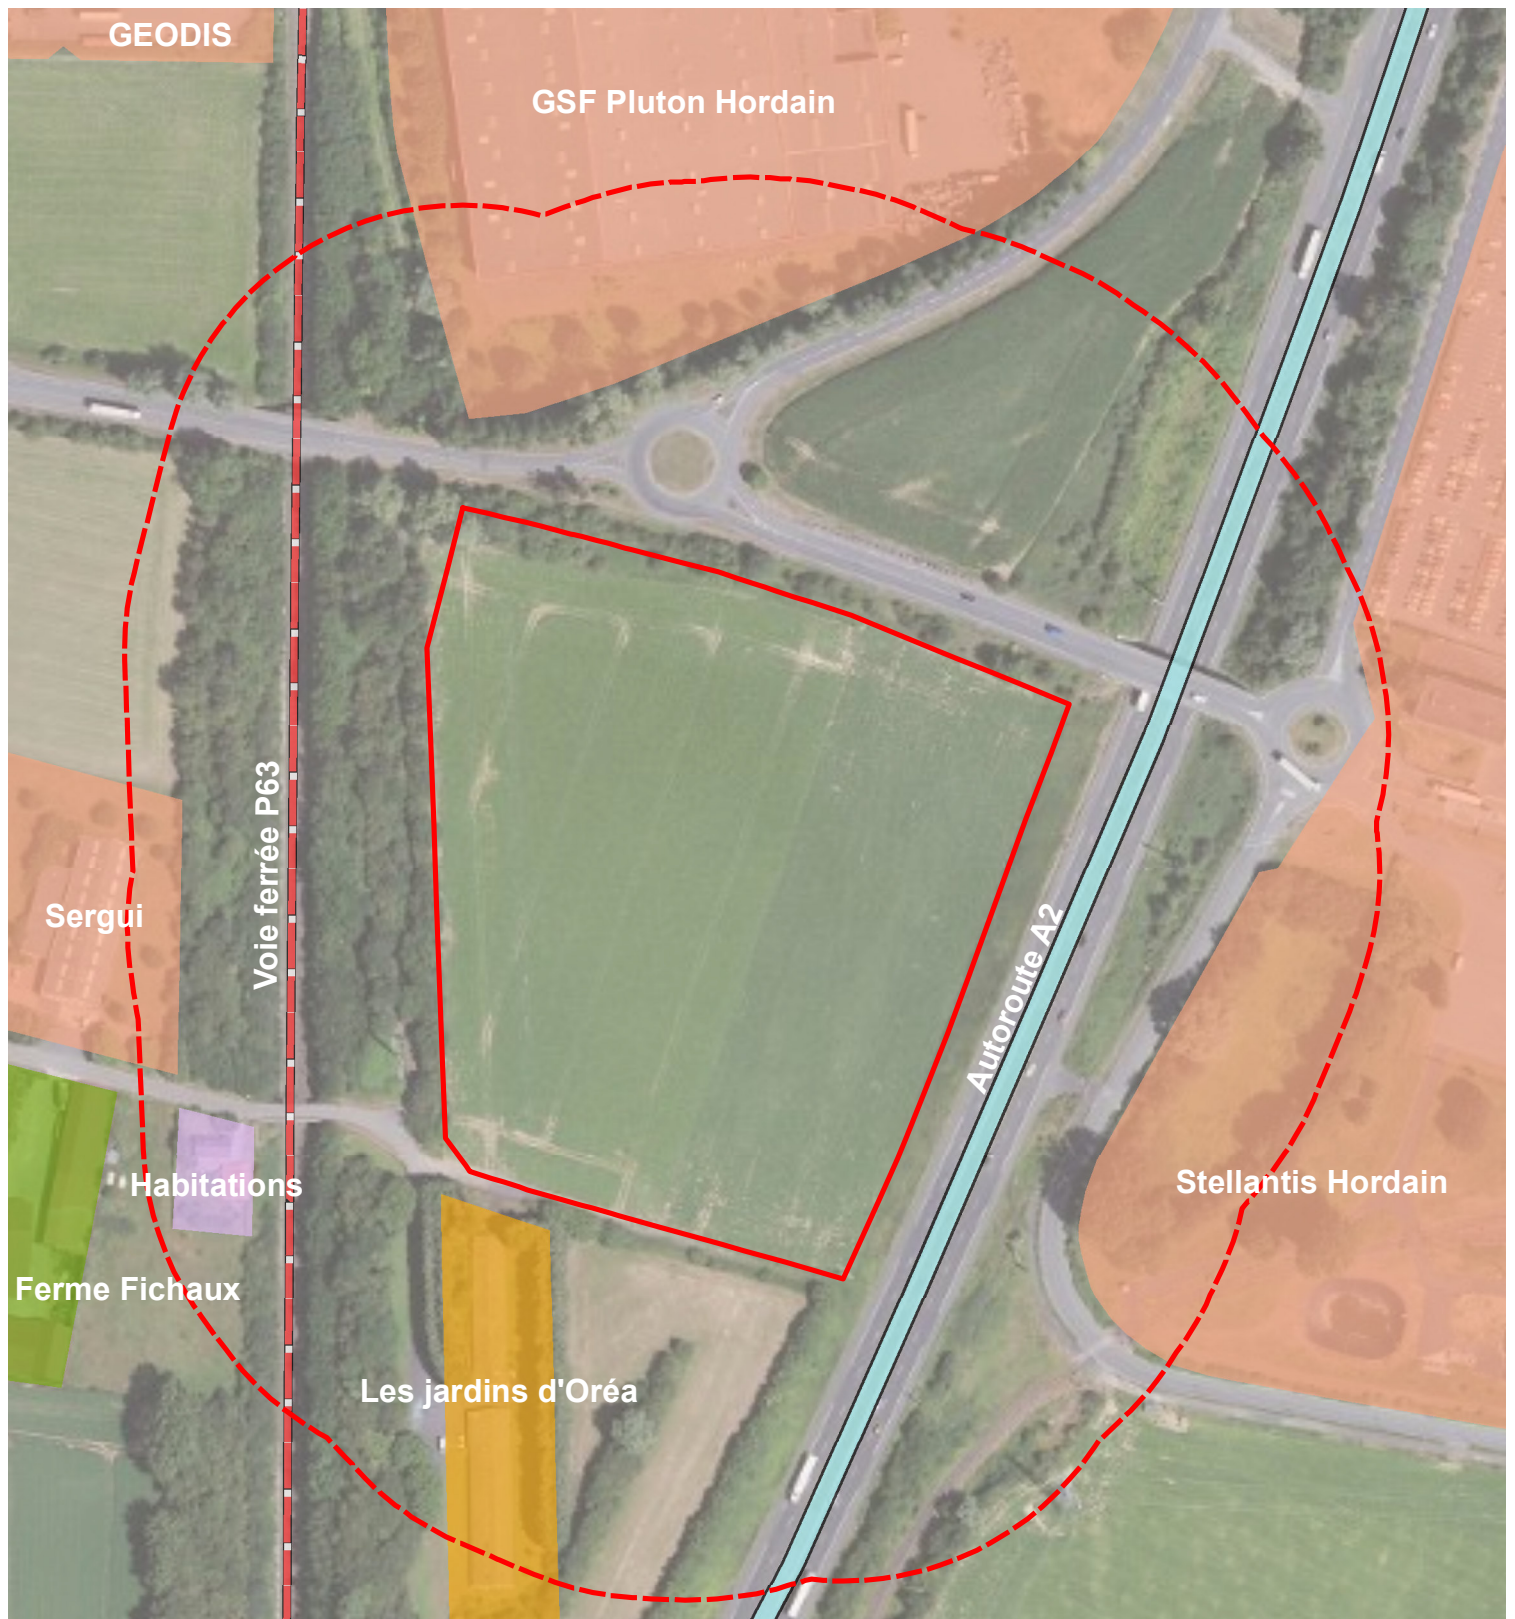 GEODIS
GSF Pluton Hordain
Voie ferrée P63
Sergui
Autoroute A2
Habitations
Stellantis Hordain
Ferme Fichaux
Les jardins d'Oréa